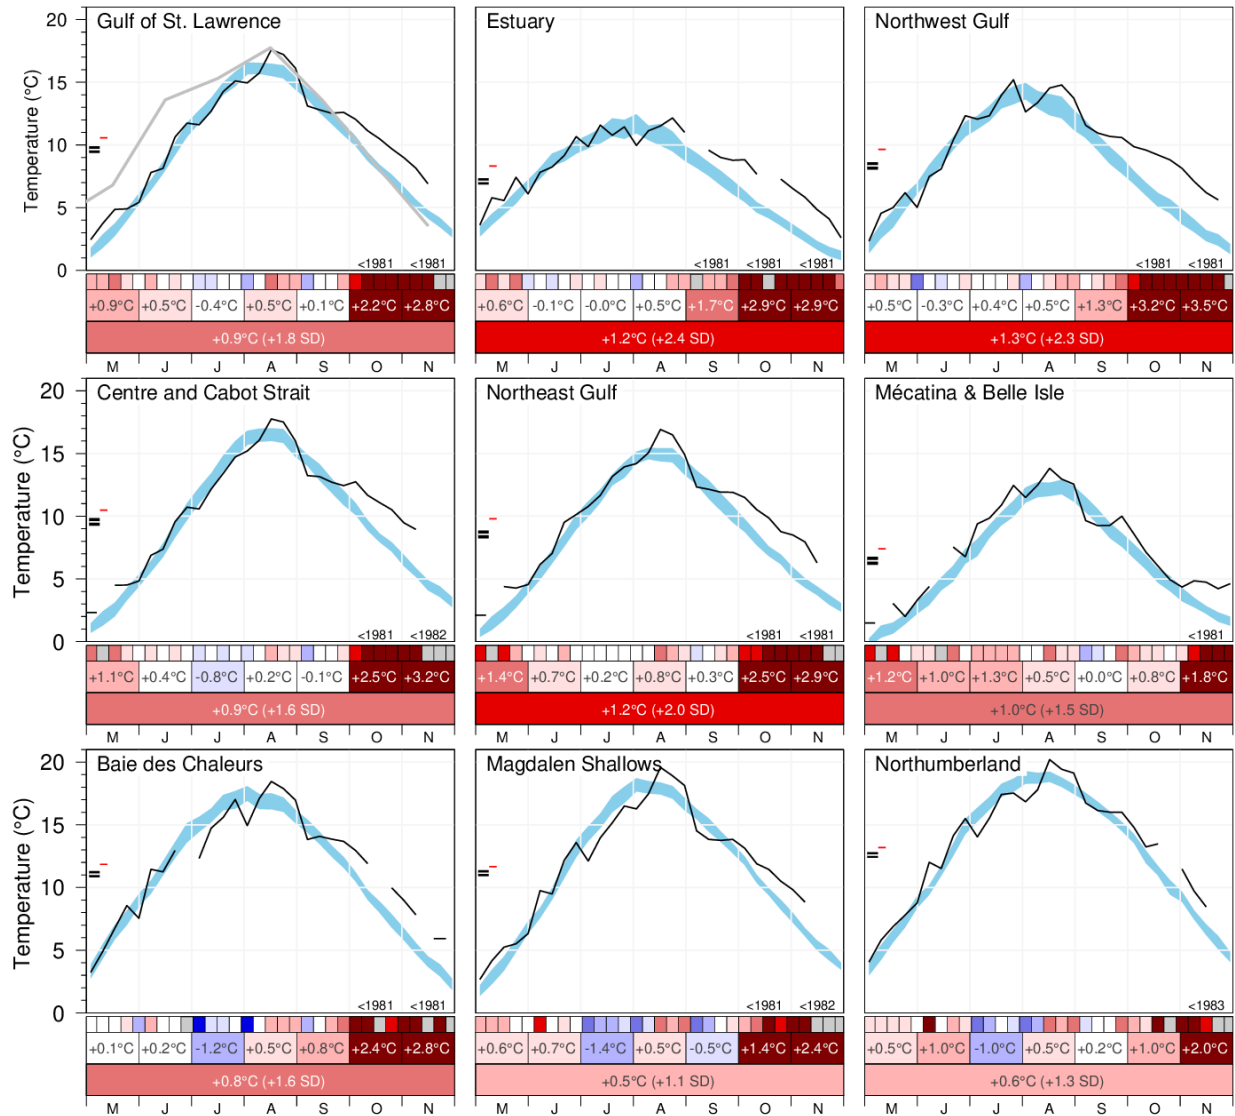 Gulf of St. Lawrence
Estuary
Northwest Gulf
Temperature (°C)
20
15
10
5
0
<1981 <1981
<1981 <1981
<1981 <1981
+0.9°C +0.5°C -0.4°C +0.5°C +0.1°C +2.2°C +2.8°C
+0.6°C -0.1°C -0.0°C +0.5°C +1.7°C +2.9°C +2.9°C
+0.5°C -0.3°C +0.4°C +0.5°C +1.3°C +3.2°C +3.5°C
+0.9°C (+1.8 SD)
+1.2°C (+2.4 SD)
+1.3°C (+2.3 SD)
M J J A S O N
M J J A S O N
M J J A S O N
Centre and Cabot Strait
Northeast Gulf
Mécatina & Belle Isle
Temperature (°C)
20
15
10
5
0
<1981 <1982
<1981 <1981
<1981
+1.1°C +0.4°C -0.8°C +0.2°C -0.1°C +2.5°C +3.2°C
+1.4°C +0.7°C +0.2°C +0.8°C +0.3°C +2.5°C +2.9°C
+1.2°C +1.0°C +1.3°C +0.5°C +0.0°C +0.8°C +1.8°C
+0.9°C (+1.6 SD)
+1.2°C (+2.0 SD)
+1.0°C (+1.5 SD)
M J J A S O N
M J J A S O N
M J J A S O N
Baie des Chaleurs
Magdalen Shallows
Northumberland
Temperature (°C)
20
15
10
5
0
<1981 <1981
<1981 <1982
<1983
+0.1°C +0.2°C -1.2°C +0.5°C +0.8°C +2.4°C +2.8°C
+0.6°C +0.7°C -1.4°C +0.5°C -0.5°C +1.4°C +2.4°C
+0.5°C +1.0°C -1.0°C +0.5°C +0.2°C +1.0°C +2.0°C
+0.8°C (+1.6 SD)
+0.5°C (+1.1 SD)
+0.6°C (+1.3 SD)
M J J A S O N
M J J A S O N
M J J A S O N